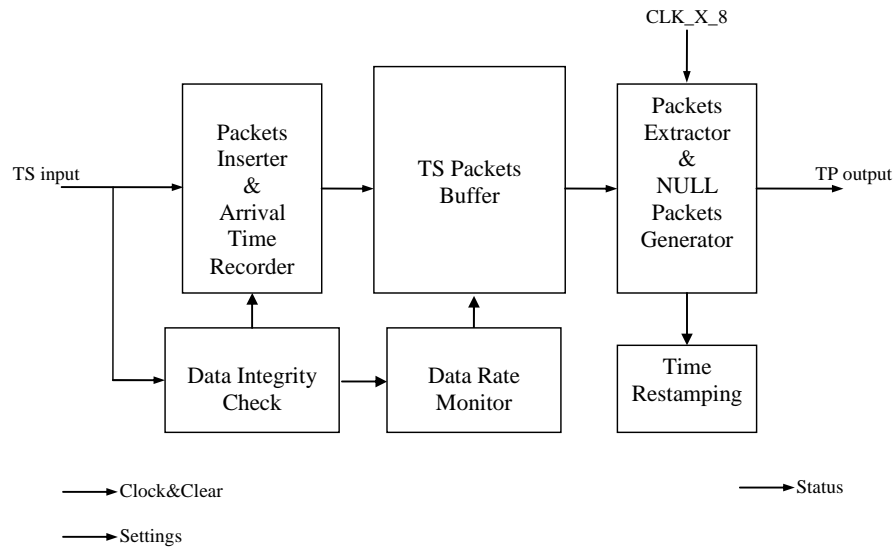 CLK_X_8
TS input
Packets
Inserter
&
Arrival
Time
Recorder
TS Packets
Buffer
Packets
Extractor
&
NULL
Packets
Generator
TP output
Data Integrity
Check
Data Rate
Monitor
Time
Restamping
Clock&Clear
Status
Settings